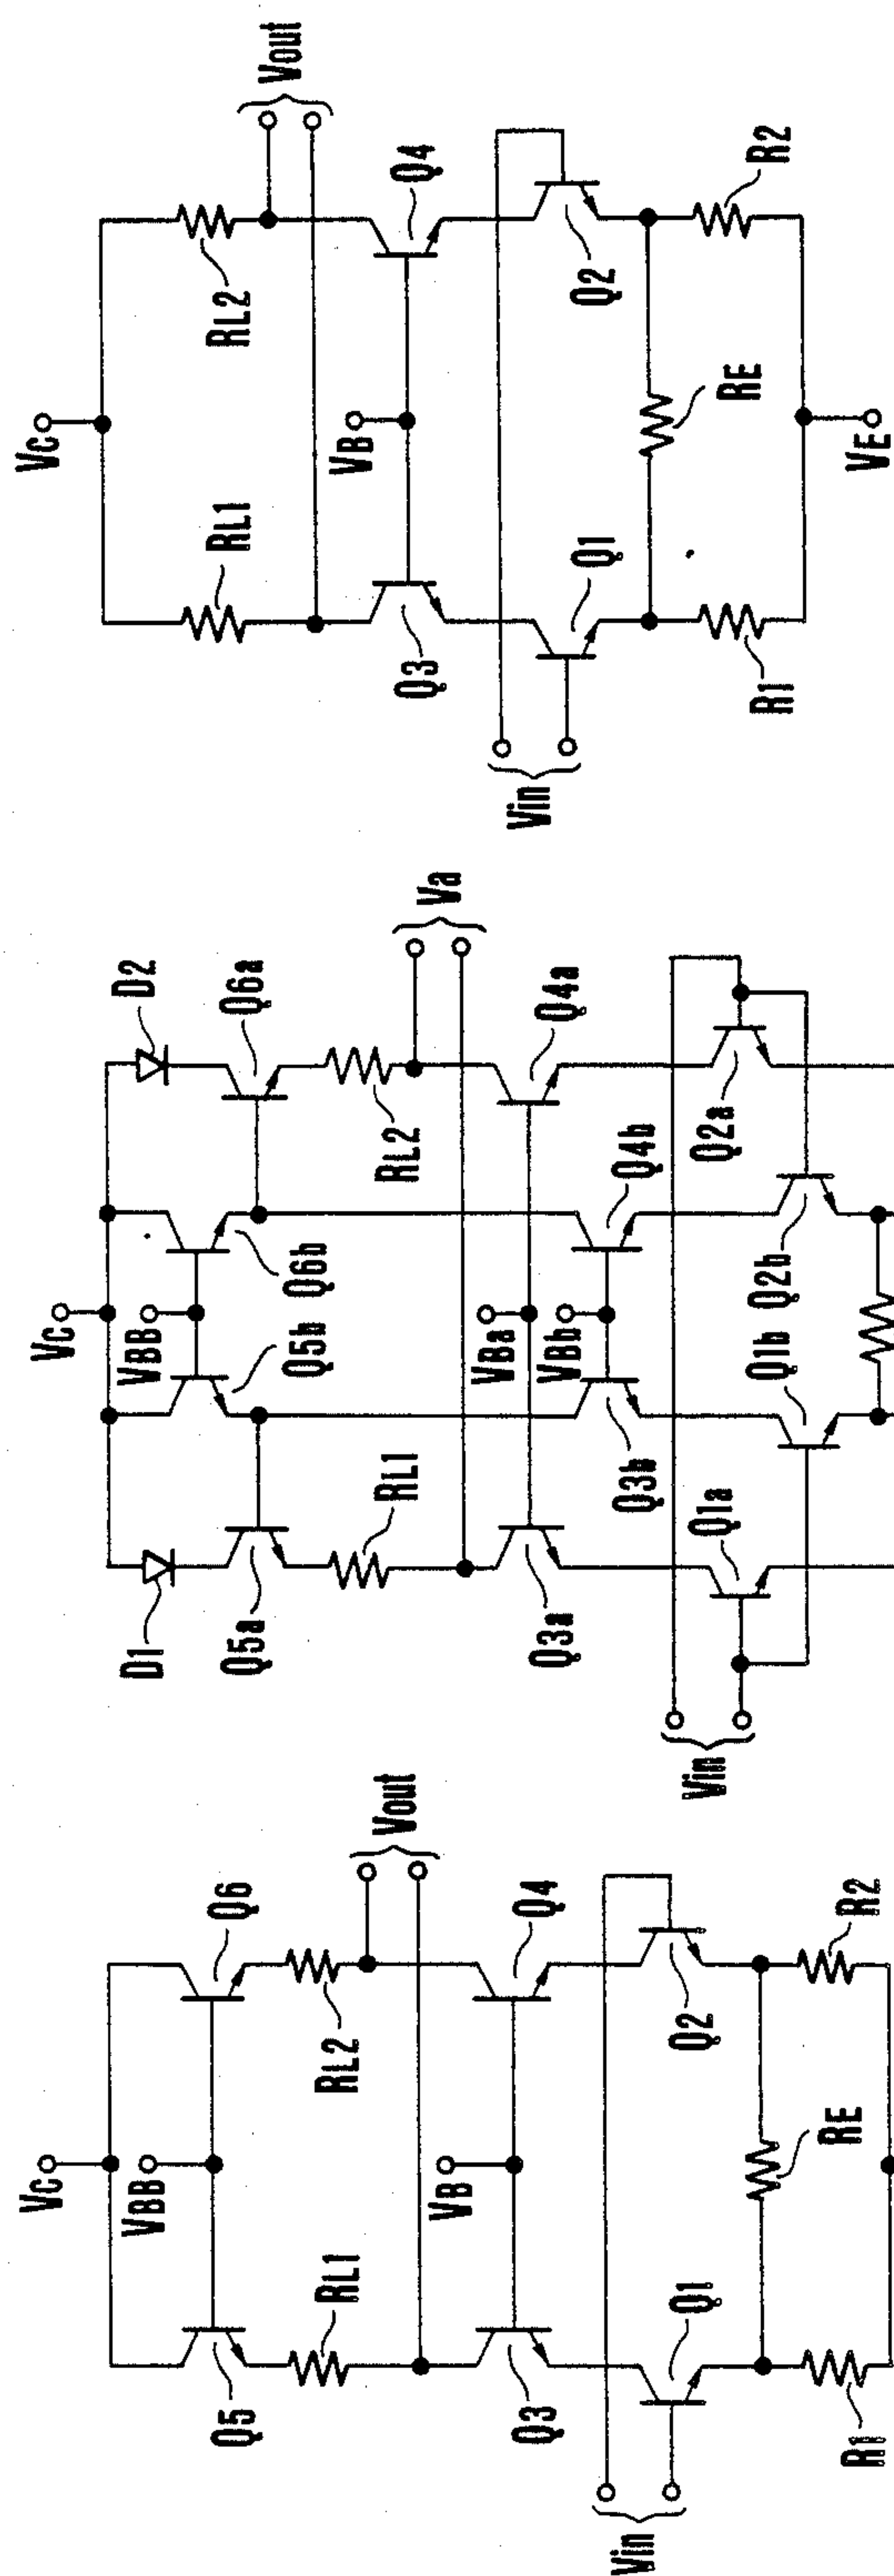 VC
RL1
RL2
Vout
VB
Q3
Q4
Vin
Q1
Q2
RE
R1
R2
VE
VC
D1
D2
VBB
Q5a
Q5b
Q6b
Q6a
RL1
RL2
Va
VBa
VBb
Q3a
Q3b
Q4b
Q4a
Vin
Q1a
Q1b
Q2b
Q2a
VC
VBB
Q5
Q6
RL1
RL2
Vout
VB
Q3
Q4
Vin
Q1
Q2
RE
R1
R2